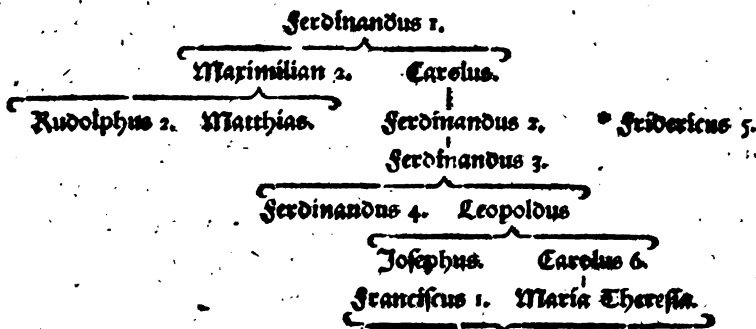 Ferdinandus 1.
Maximilian 2. Carolus.
Rudolphus 2. Matthias. Ferdinandus 2. * Fridericus 5.
Ferdinandus 3.
Ferdinandus 4. Leopoldus
Josephus. Carolus 6.
Franciscus 1. Maria Theresia.